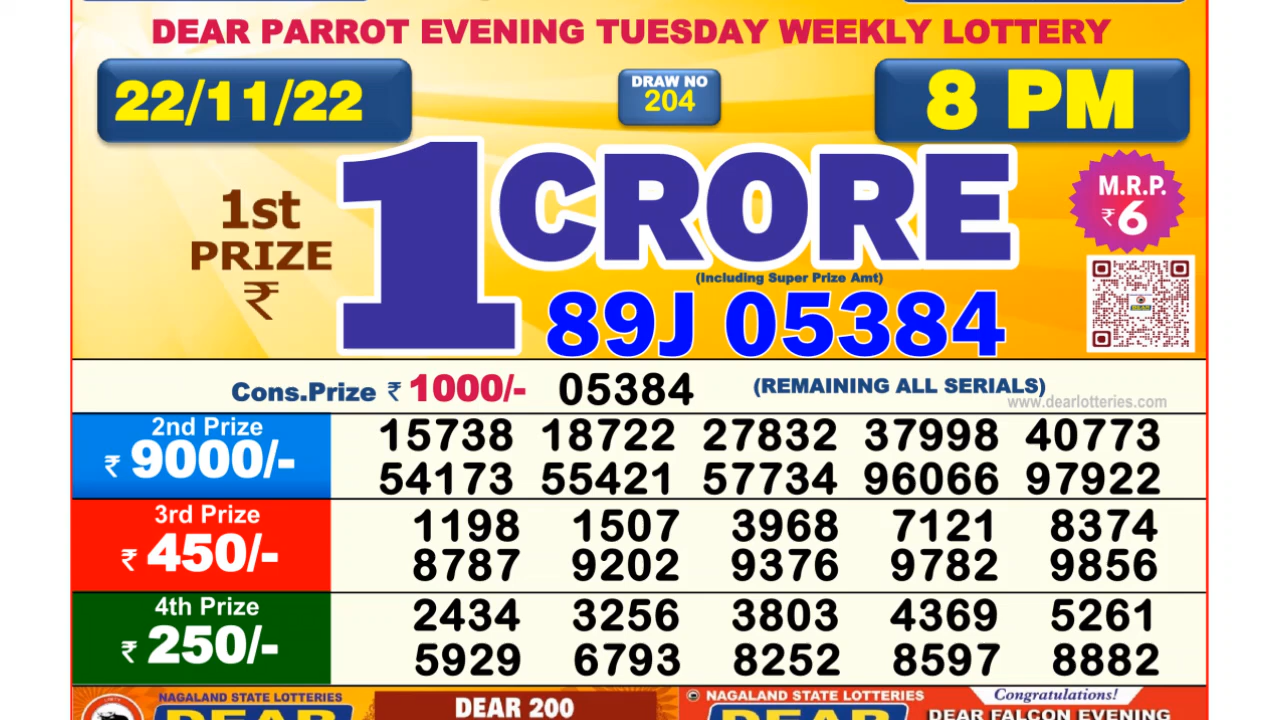 DEAR PARROT EVENING TUESDAY WEEKLY LOTTERY
22/11/22
DRAW NO
204
8 PM
1st
PRIZE
₹
1 CRORE
(Including Super Prize Amt)
89J 05384
M.R.P.
₹ 6
Cons.Prize ₹ 1000/- 05384 (REMAINING ALL SERIALS)
www.dearlotteries.com
2nd Prize
₹ 9000/-
15738 18722 27832 37998 40773
54173 55421 57734 96066 97922
3rd Prize
₹ 450/-
1198 1507 3968 7121 8374
8787 9202 9376 9782 9856
4th Prize
₹ 250/-
2434 3256 3803 4369 5261
5929 6793 8252 8597 8882
NAGALAND STATE LOTTERIES
DEAR
DEAR 200
NAGALAND STATE LOTTERIES
DEAR
Congratulations!
DEAR FALCON EVENING